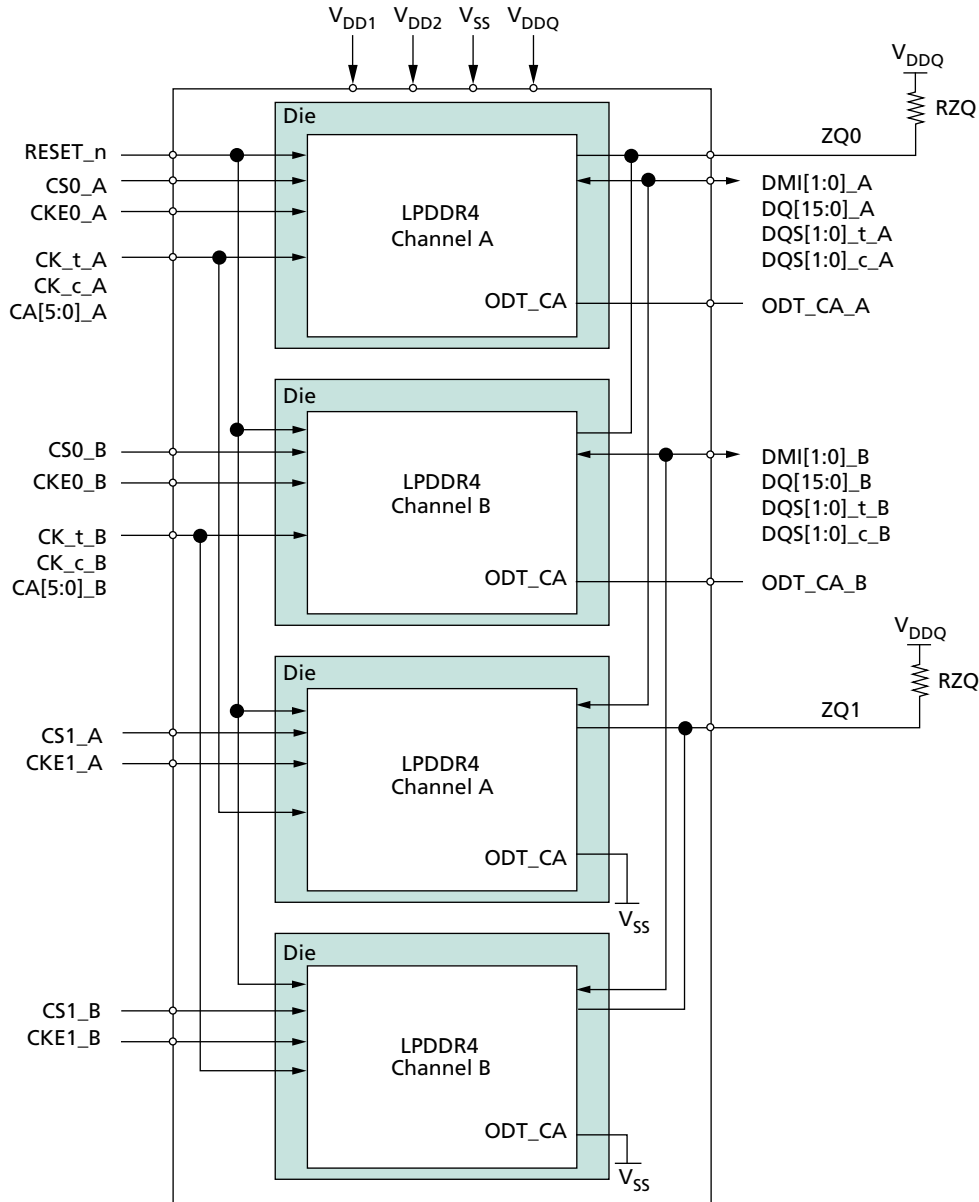 VDD1 VDD2 VSS VDDQ
VDDQ
RZQ
Die
RESET_n
ZQ0
CS0_A
DMI[1:0]_A
CKE0_A
DQ[15:0]_A
LPDDR4
Channel A
DQS[1:0]_t_A
CK_t_A
DQS[1:0]_c_A
CK_c_A
CA[5:0]_A
ODT_CA
ODT_CA_A
Die
CS0_B
DMI[1:0]_B
CKE0_B
DQ[15:0]_B
LPDDR4
Channel B
DQS[1:0]_t_B
CK_t_B
DQS[1:0]_c_B
CK_c_B
CA[5:0]_B
ODT_CA
ODT_CA_B
VDDQ
RZQ
Die
ZQ1
CS1_A
CKE1_A
LPDDR4
Channel A
ODT_CA
VSS
Die
CS1_B
CKE1_B
LPDDR4
Channel B
ODT_CA
VSS